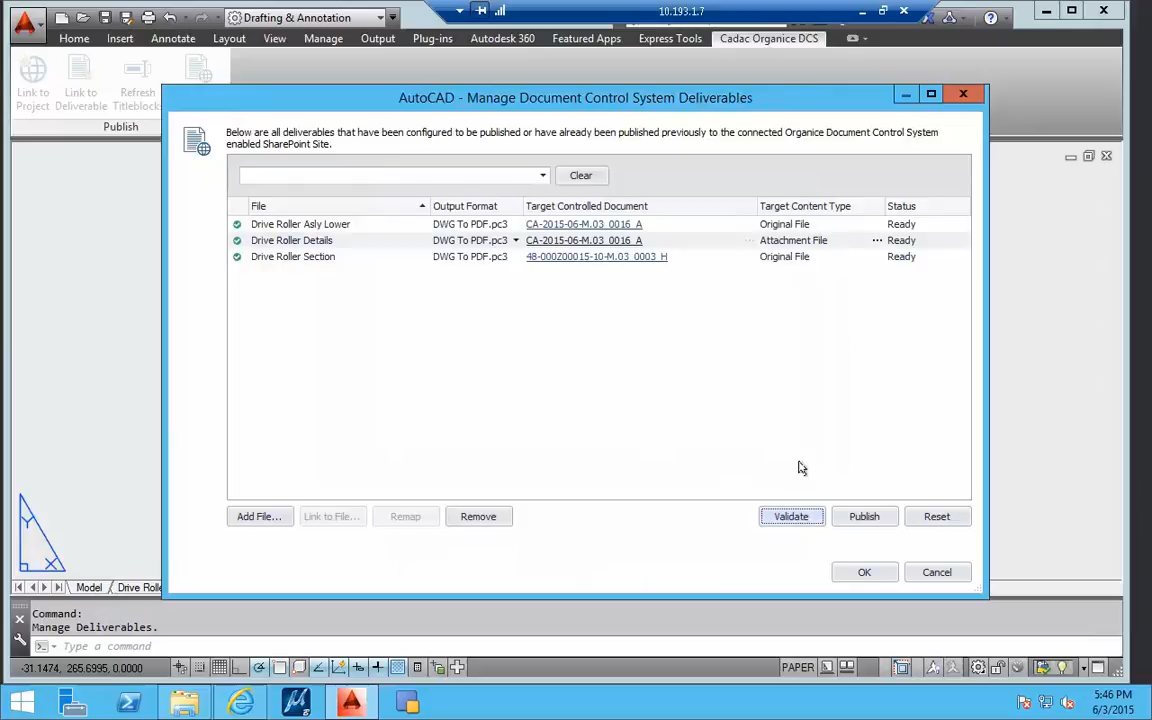 Drafting & Annotation
10.193.1.7
Home Insert Annotate Layout View Manage Output Plug-ins Autodesk 360 Featured Apps Express Tools Cadac Organice DCS
Link to Project
Link to Deliverable
Refresh Titleblocks
Publish
AutoCAD - Manage Document Control System Deliverables
Below are all deliverables that have been configured to be published or have already been published previously to the connected Organice Document Control System
enabled SharePoint Site.
Clear
File Output Format Target Controlled Document Target Content Type Status
Drive Roller Asly Lower DWG To PDF.pc3 CA-2015-06-M.03_0016_A Original File Ready
Drive Roller Details DWG To PDF.pc3 CA-2015-06-M.03_0016_A ... Attachment File ... Ready
Drive Roller Section DWG To PDF.pc3 48-000Z00015-10-M.03_0003_H Original File Ready
Add File... Link to File... Remap Remove Validate Publish Reset
OK Cancel
Y
X
Model Drive Rolle
Command:
Manage Deliverables.
Type a command
-31.1474, 265.6995, 0.0000 PAPER
5:46 PM
6/3/2015